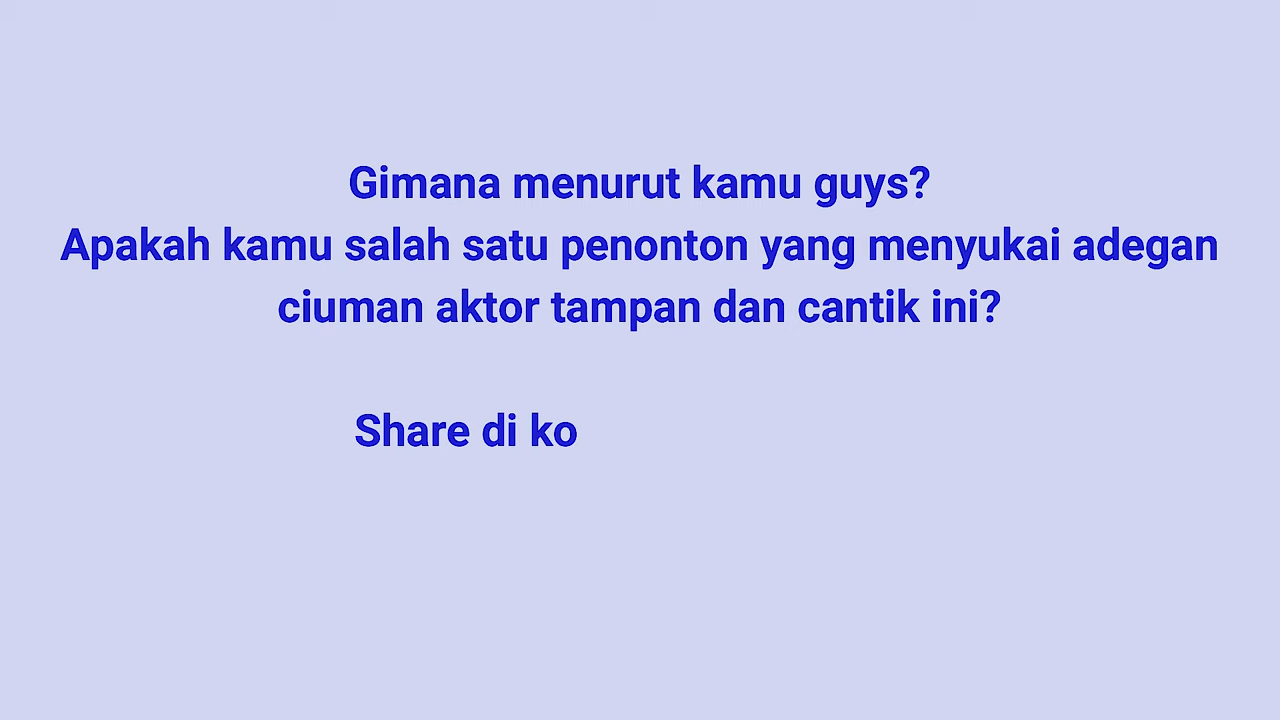 Gimana menurut kamu guys?
Apakah kamu salah satu penonton yang menyukai adegan
ciuman aktor tampan dan cantik ini?
Share di ko